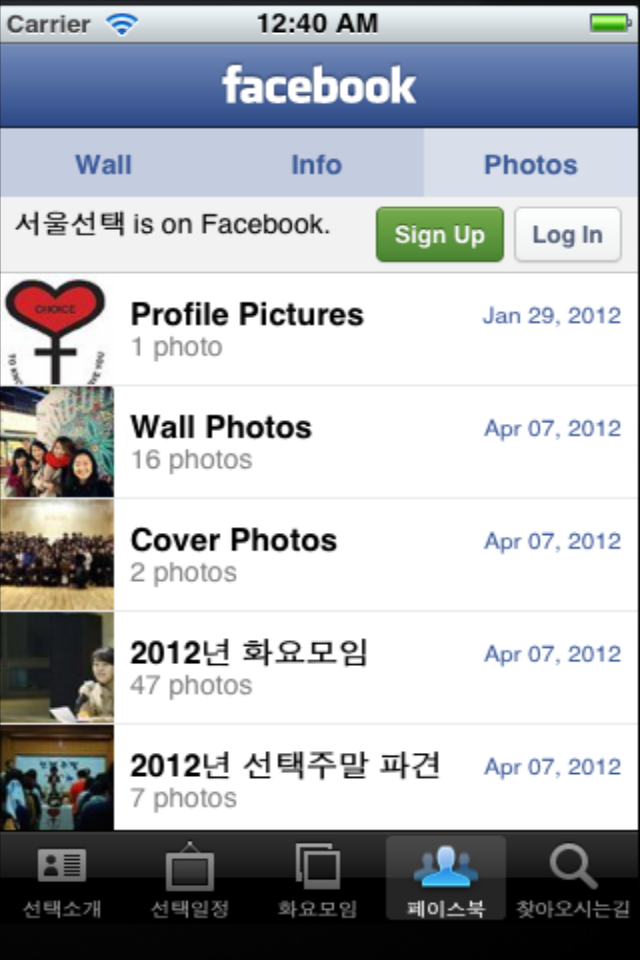 Carrier 12:40 AM
facebook
Wall Info Photos
서울선택 is on Facebook. Sign Up Log In
CHOICE
Profile Pictures Jan 29, 2012
1 photo
Wall Photos Apr 07, 2012
16 photos
Cover Photos Apr 07, 2012
2 photos
2012년 화요모임 Apr 07, 2012
47 photos
2012년 선택주말 파견 Apr 07, 2012
7 photos
선택소개 선택일정 화요모임 페이스북 찾아오시는길